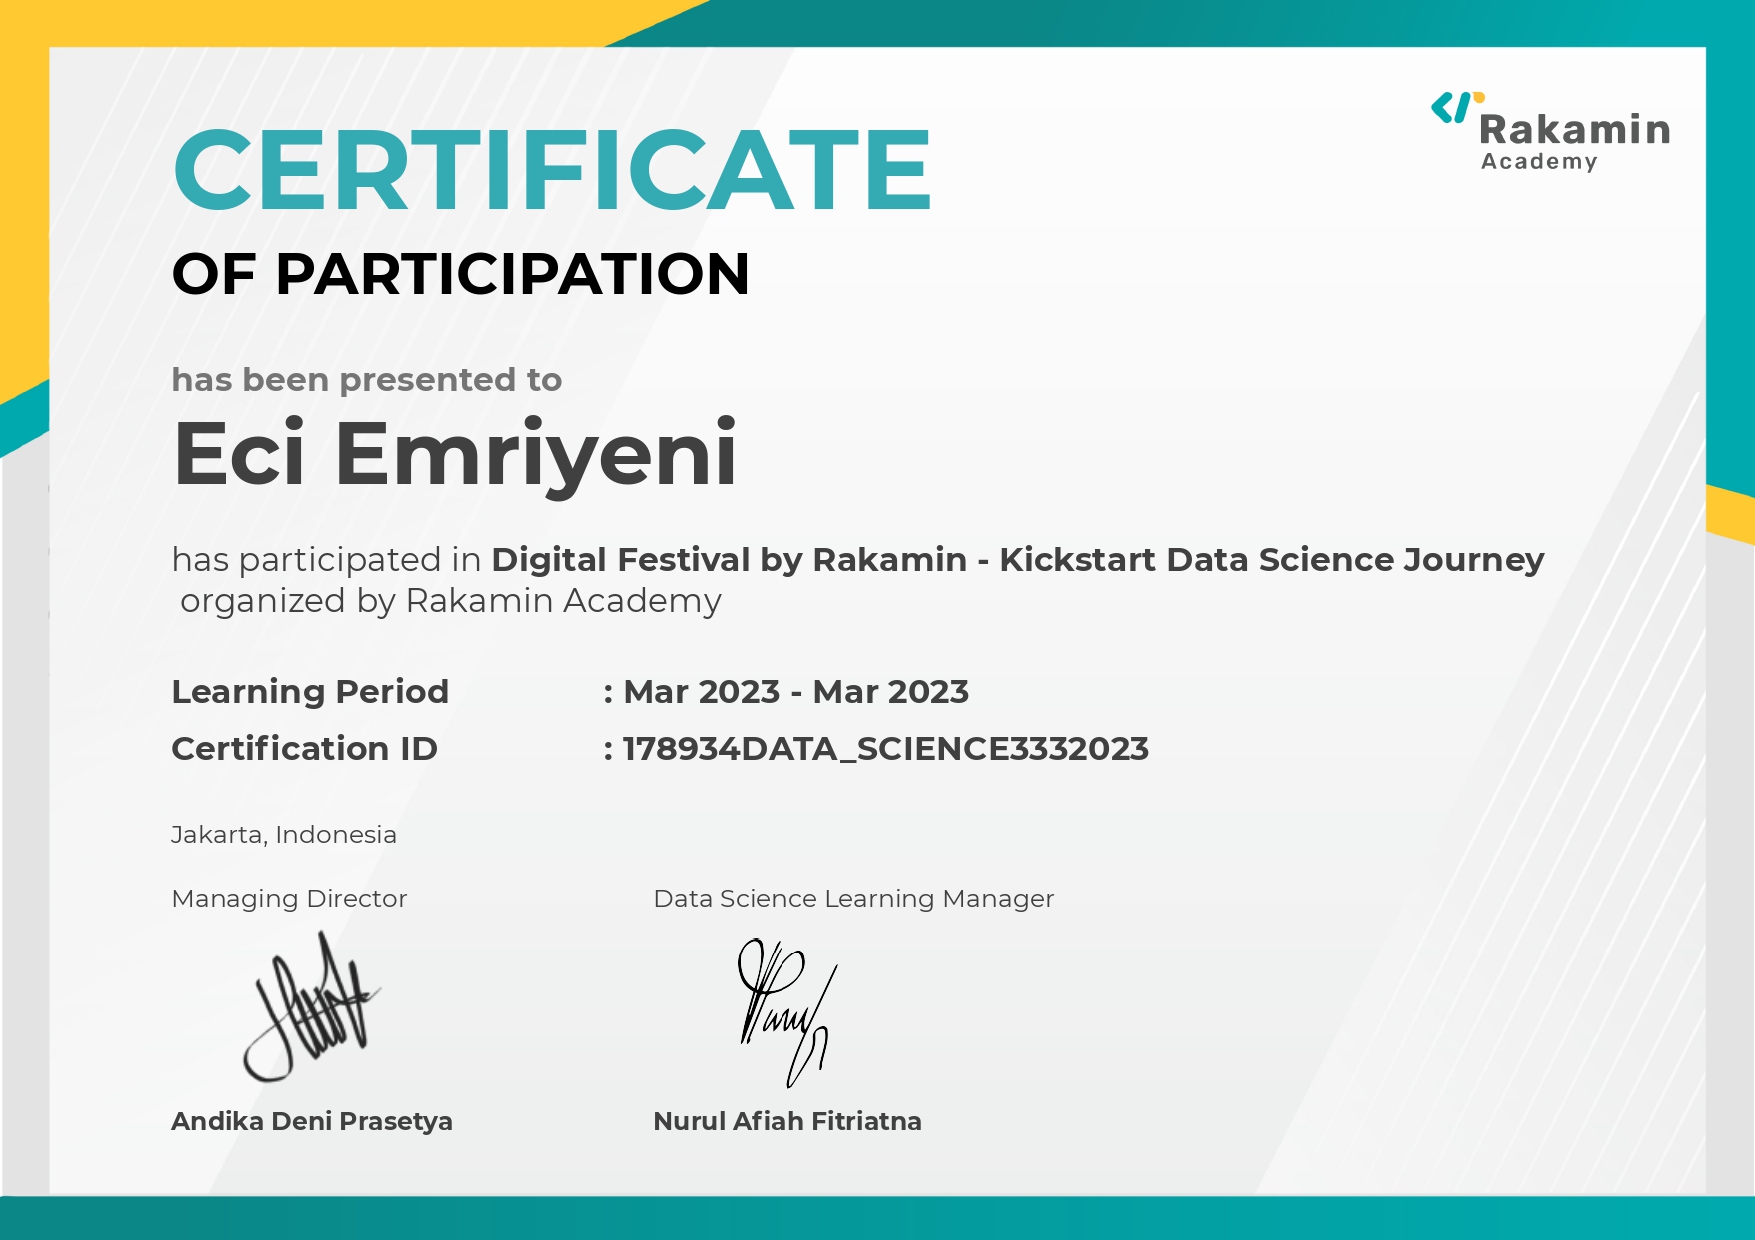 Rakamin
Academy
CERTIFICATE
OF PARTICIPATION
has been presented to
Eci Emriyeni
has participated in Digital Festival by Rakamin - Kickstart Data Science Journey
organized by Rakamin Academy
Learning Period : Mar 2023 - Mar 2023
Certification ID : 178934DATA_SCIENCE3332023
Jakarta, Indonesia
Managing Director Data Science Learning Manager
Andika Deni Prasetya Nurul Afiah Fitriatna